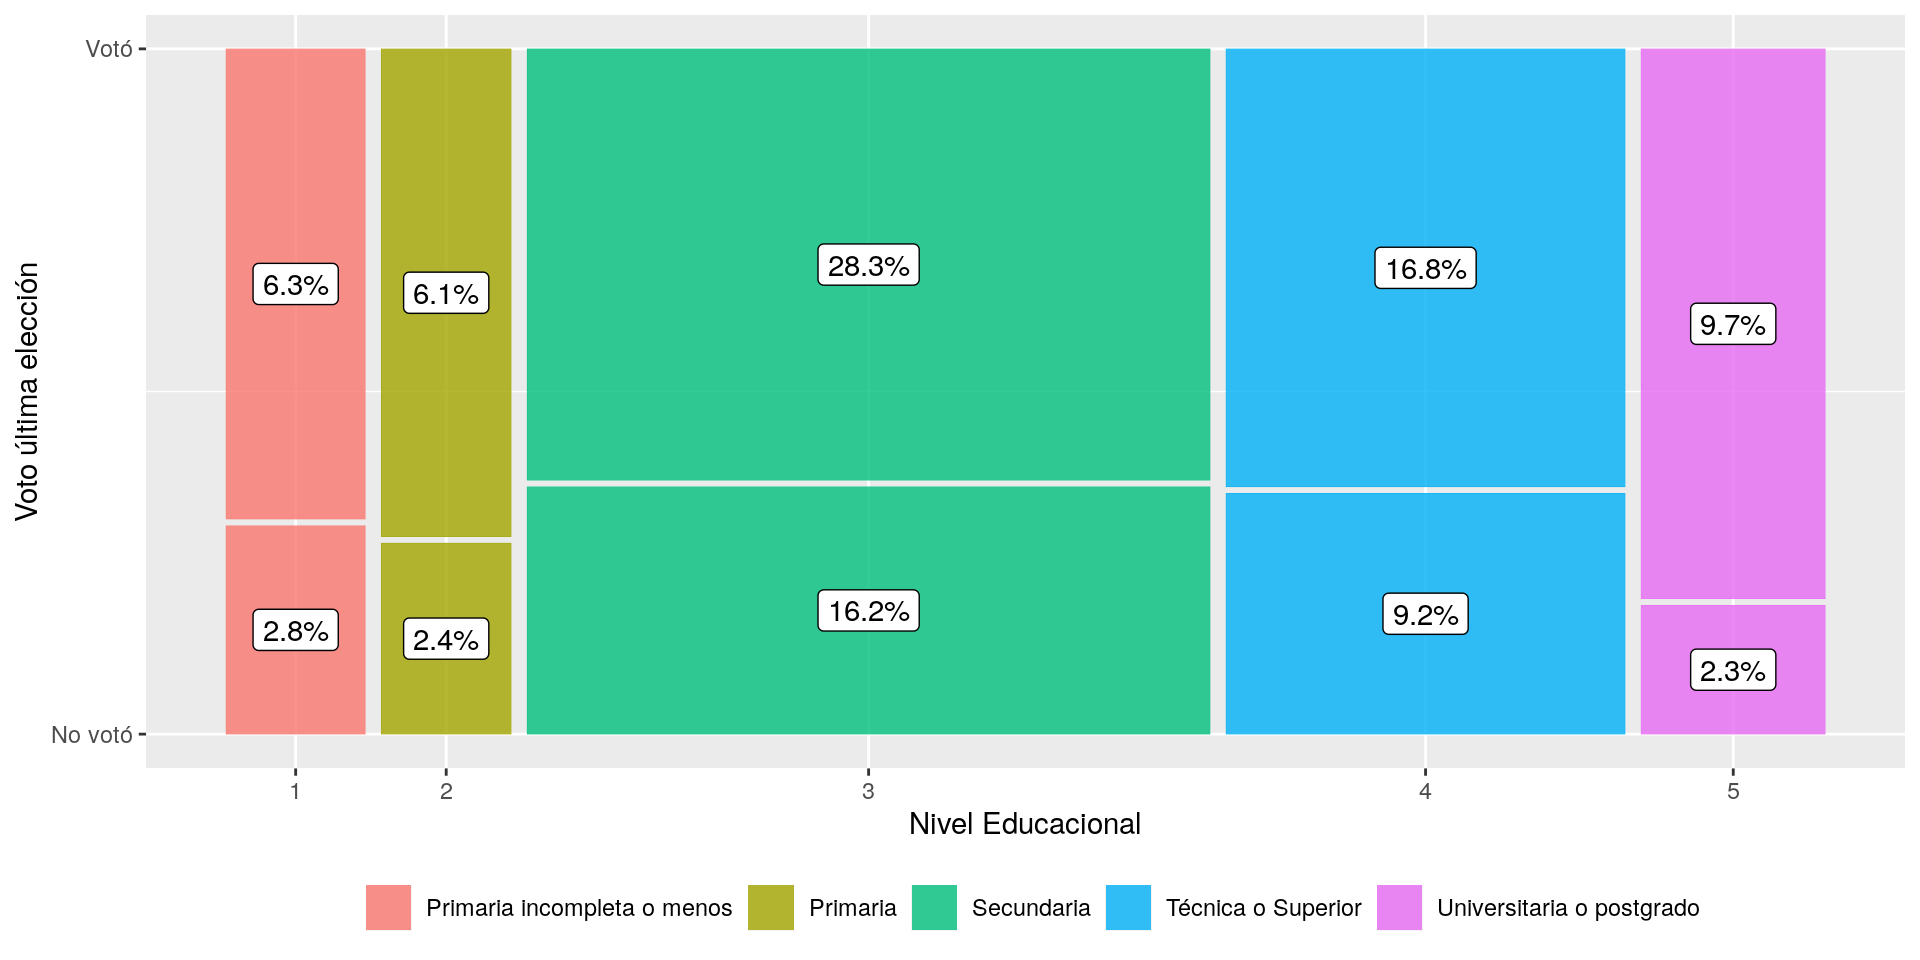 Votó
No votó
Voto última elección
6.3%
6.1%
28.3%
16.8%
9.7%
2.8%
2.4%
16.2%
9.2%
2.3%
1 2 3 4 5
Nivel Educacional
Primaria incompleta o menos Primaria Secundaria Técnica o Superior Universitaria o postgrado